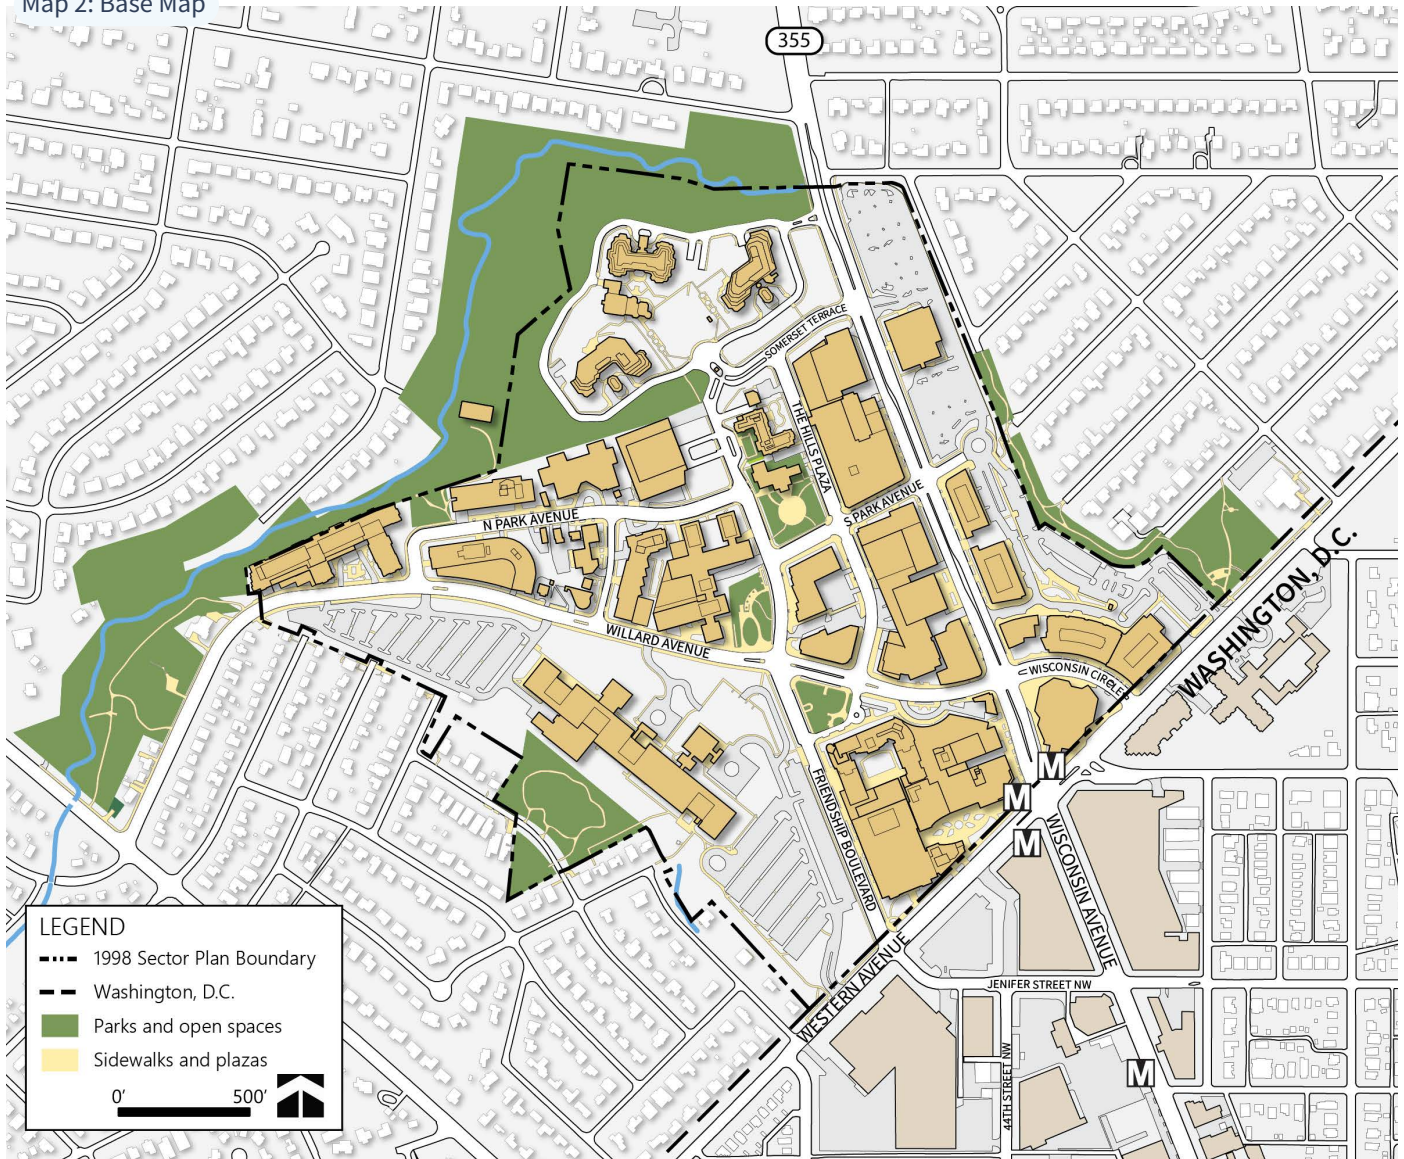 Map 2: Base Map
355
SOMERSET TERRACE
THE HILLS PLAZA
S PARK AVENUE
N PARK AVENUE
WASHINGTON, D.C.
WILLARD AVENUE
WISCONSIN CIRCLE
M
M
M
FRIENDSHIP BOULEVARD
WISCONSIN AVENUE
WESTERN AVENUE
JENIFER STREET NW
44TH STREET NW
M
LEGEND
1998 Sector Plan Boundary
Washington, D.C.
Parks and open spaces
Sidewalks and plazas
0' 500'